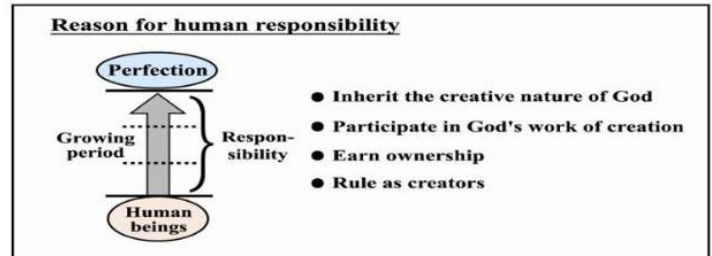 Reason for human responsibility
Perfection
Growing
period
Respon-
sibility
Human
beings
● Inherit the creative nature of God
● Participate in God's work of creation
● Earn ownership
● Rule as creators